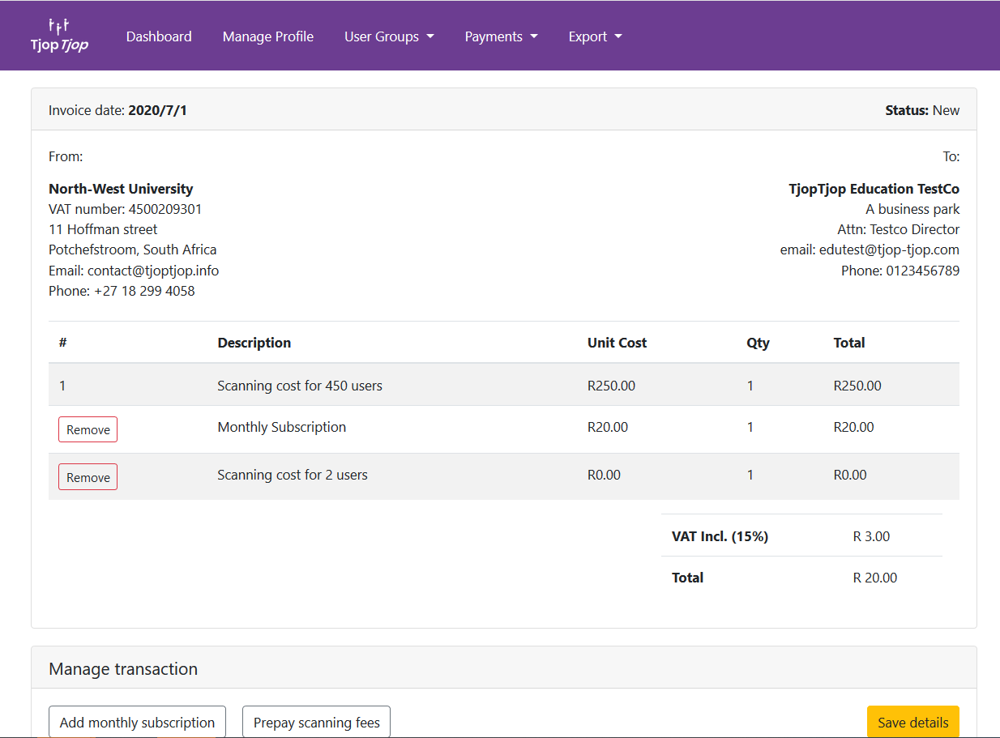 Tjop Tjop
Dashboard Manage Profile User Groups Payments Export
Invoice date: 2020/7/1 Status: New
From: To:
North-West University TjopTjop Education TestCo
VAT number: 4500209301 A business park
11 Hoffman street Attn: Testco Director
Potchefstroom, South Africa email: edutest@tjop-tjop.com
Email: contact@tjoptjop.info Phone: 0123456789
Phone: +27 18 299 4058
# Description Unit Cost Qty Total
1 Scanning cost for 450 users R250.00 1 R250.00
Remove Monthly Subscription R20.00 1 R20.00
Remove Scanning cost for 2 users R0.00 1 R0.00
VAT Incl. (15%) R 3.00
Total R 20.00
Manage transaction
Add monthly subscription Prepay scanning fees Save details